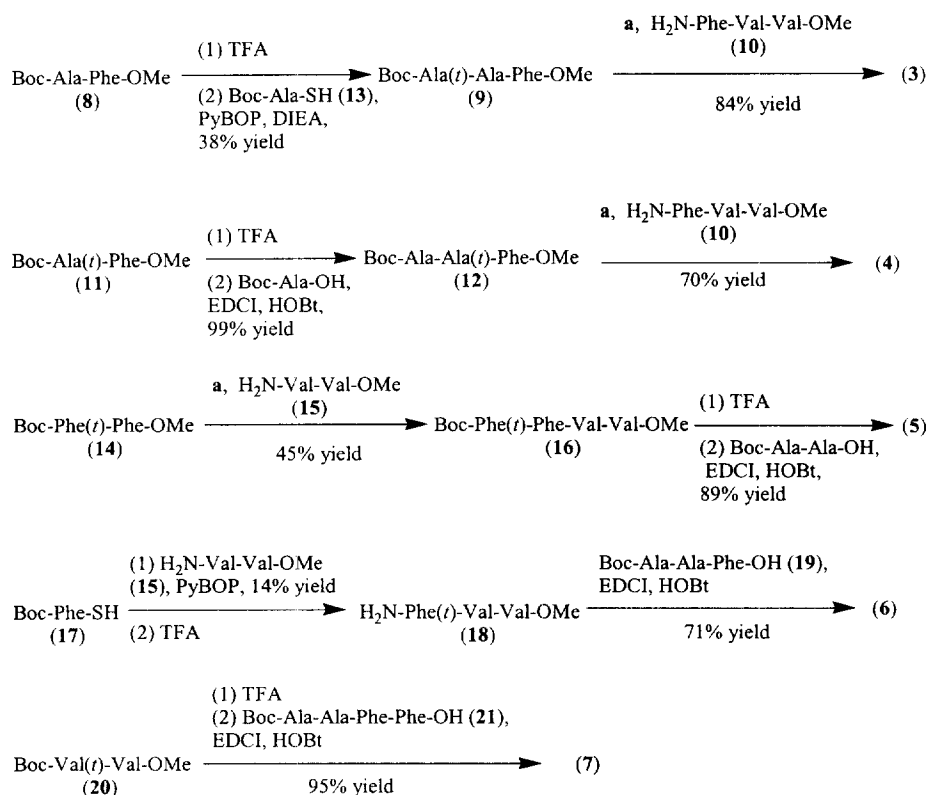 Boc-Ala-Phe-OMe
(8)
(1) TFA
(2) Boc-Ala-SH (13),
PyBOP, DIEA,
38% yield
Boc-Ala(t)-Ala-Phe-OMe
(9)
a, H₂N-Phe-Val-Val-OMe
(10)
84% yield
(3)
Boc-Ala(t)-Phe-OMe
(11)
(1) TFA
(2) Boc-Ala-OH,
EDCI, HOBt,
99% yield
Boc-Ala-Ala(t)-Phe-OMe
(12)
a, H₂N-Phe-Val-Val-OMe
(10)
70% yield
(4)
Boc-Phe(t)-Phe-OMe
(14)
a, H₂N-Val-Val-OMe
(15)
45% yield
Boc-Phe(t)-Phe-Val-Val-OMe
(16)
(1) TFA
(2) Boc-Ala-Ala-OH,
EDCI, HOBt,
89% yield
(5)
Boc-Phe-SH
(17)
(1) H₂N-Val-Val-OMe
(15), PyBOP, 14% yield
(2) TFA
H₂N-Phe(t)-Val-Val-OMe
(18)
Boc-Ala-Ala-Phe-OH (19),
EDCI, HOBt
71% yield
(6)
Boc-Val(t)-Val-OMe
(20)
(1) TFA
(2) Boc-Ala-Ala-Phe-Phe-OH (21),
EDCI, HOBt
95% yield
(7)